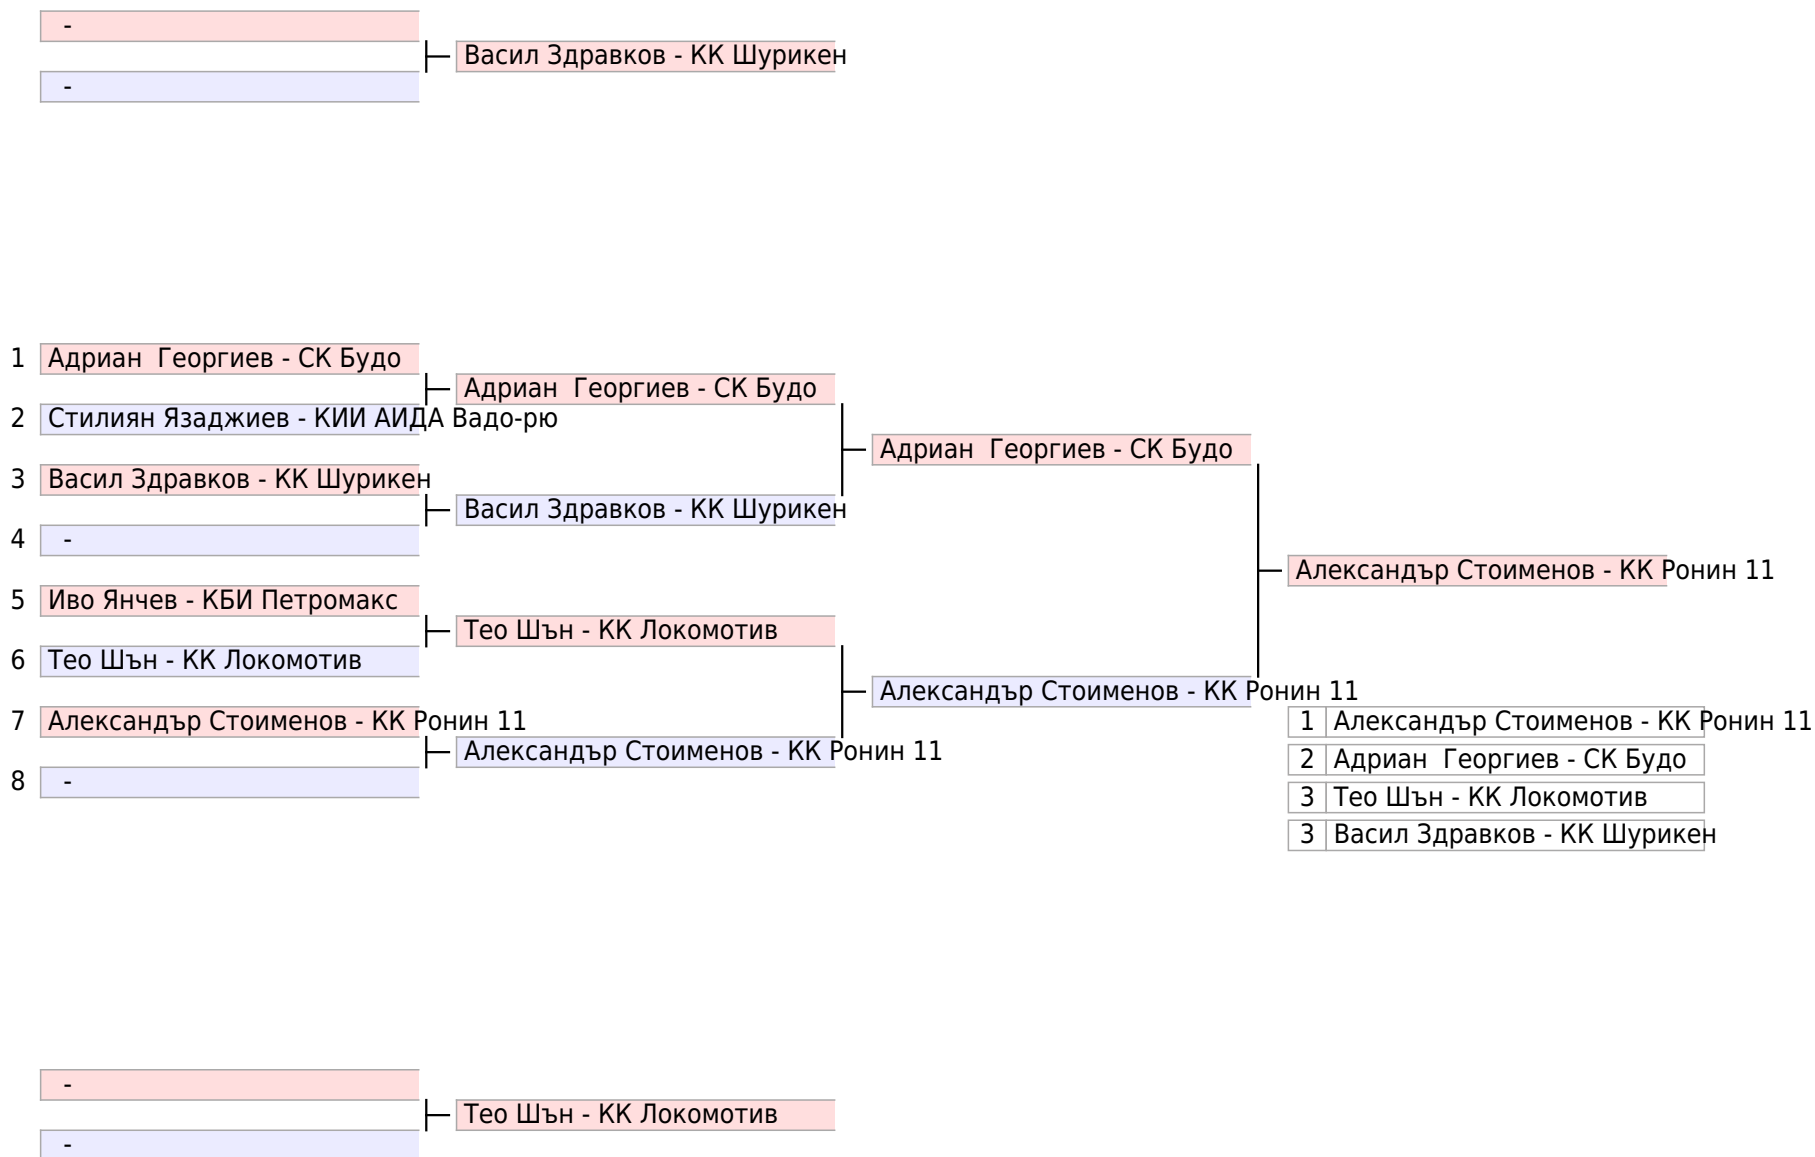 -
Васил Здравков - КК Шурикен
-
1 Адриан  Георгиев - СК Будо
Адриан  Георгиев - СК Будо
2 Стилиян Язаджиев - КИИ АИДА Вадо-рю
Адриан  Георгиев - СК Будо
3 Васил Здравков - КК Шурикен
Васил Здравков - КК Шурикен
4 -
Александър Стоименов - КК Ронин 11
5 Иво Янчев - КБИ Петромакс
Тео Шън - КК Локомотив
6 Тео Шън - КК Локомотив
Александър Стоименов - КК Ронин 11
7 Александър Стоименов - КК Ронин 11
Александър Стоименов - КК Ронин 11
8 -
1 Александър Стоименов - КК Ронин 11
2 Адриан  Георгиев - СК Будо
3 Тео Шън - КК Локомотив
3 Васил Здравков - КК Шурикен
-
Тео Шън - КК Локомотив
-